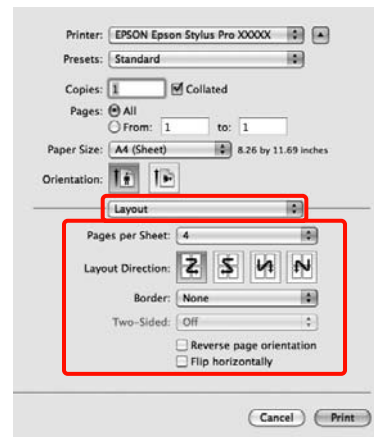 Printer: EPSON Epson Stylus Pro XXXXX
Presets: Standard
Copies: 1 Collated
Pages: All
From: 1 to: 1
Paper Size: A4 (Sheet) 8.26 by 11.69 inches
Orientation:
Layout
Pages per Sheet: 4
Layout Direction:
Border: None
Two-Sided: Off
Reverse page orientation
Flip horizontally
Cancel Print